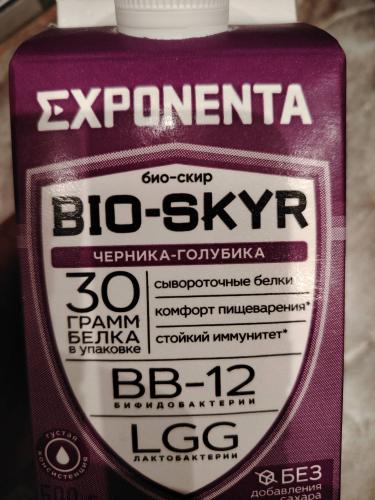 ΣXPONENTA
био-скир
BIO-SKYR
ЧЕРНИКА-ГОЛУБИКА
30
ГРАММ
БЕЛКА
в упаковке
сывороточные белки
комфорт пищеварения*
стойкий иммунитет*
BB-12
БИФИДОБАКТЕРИИ
LGG
ЛАКТОБАКТЕРИИ
густая
консистенция
БЕЗ
добавления
сахара